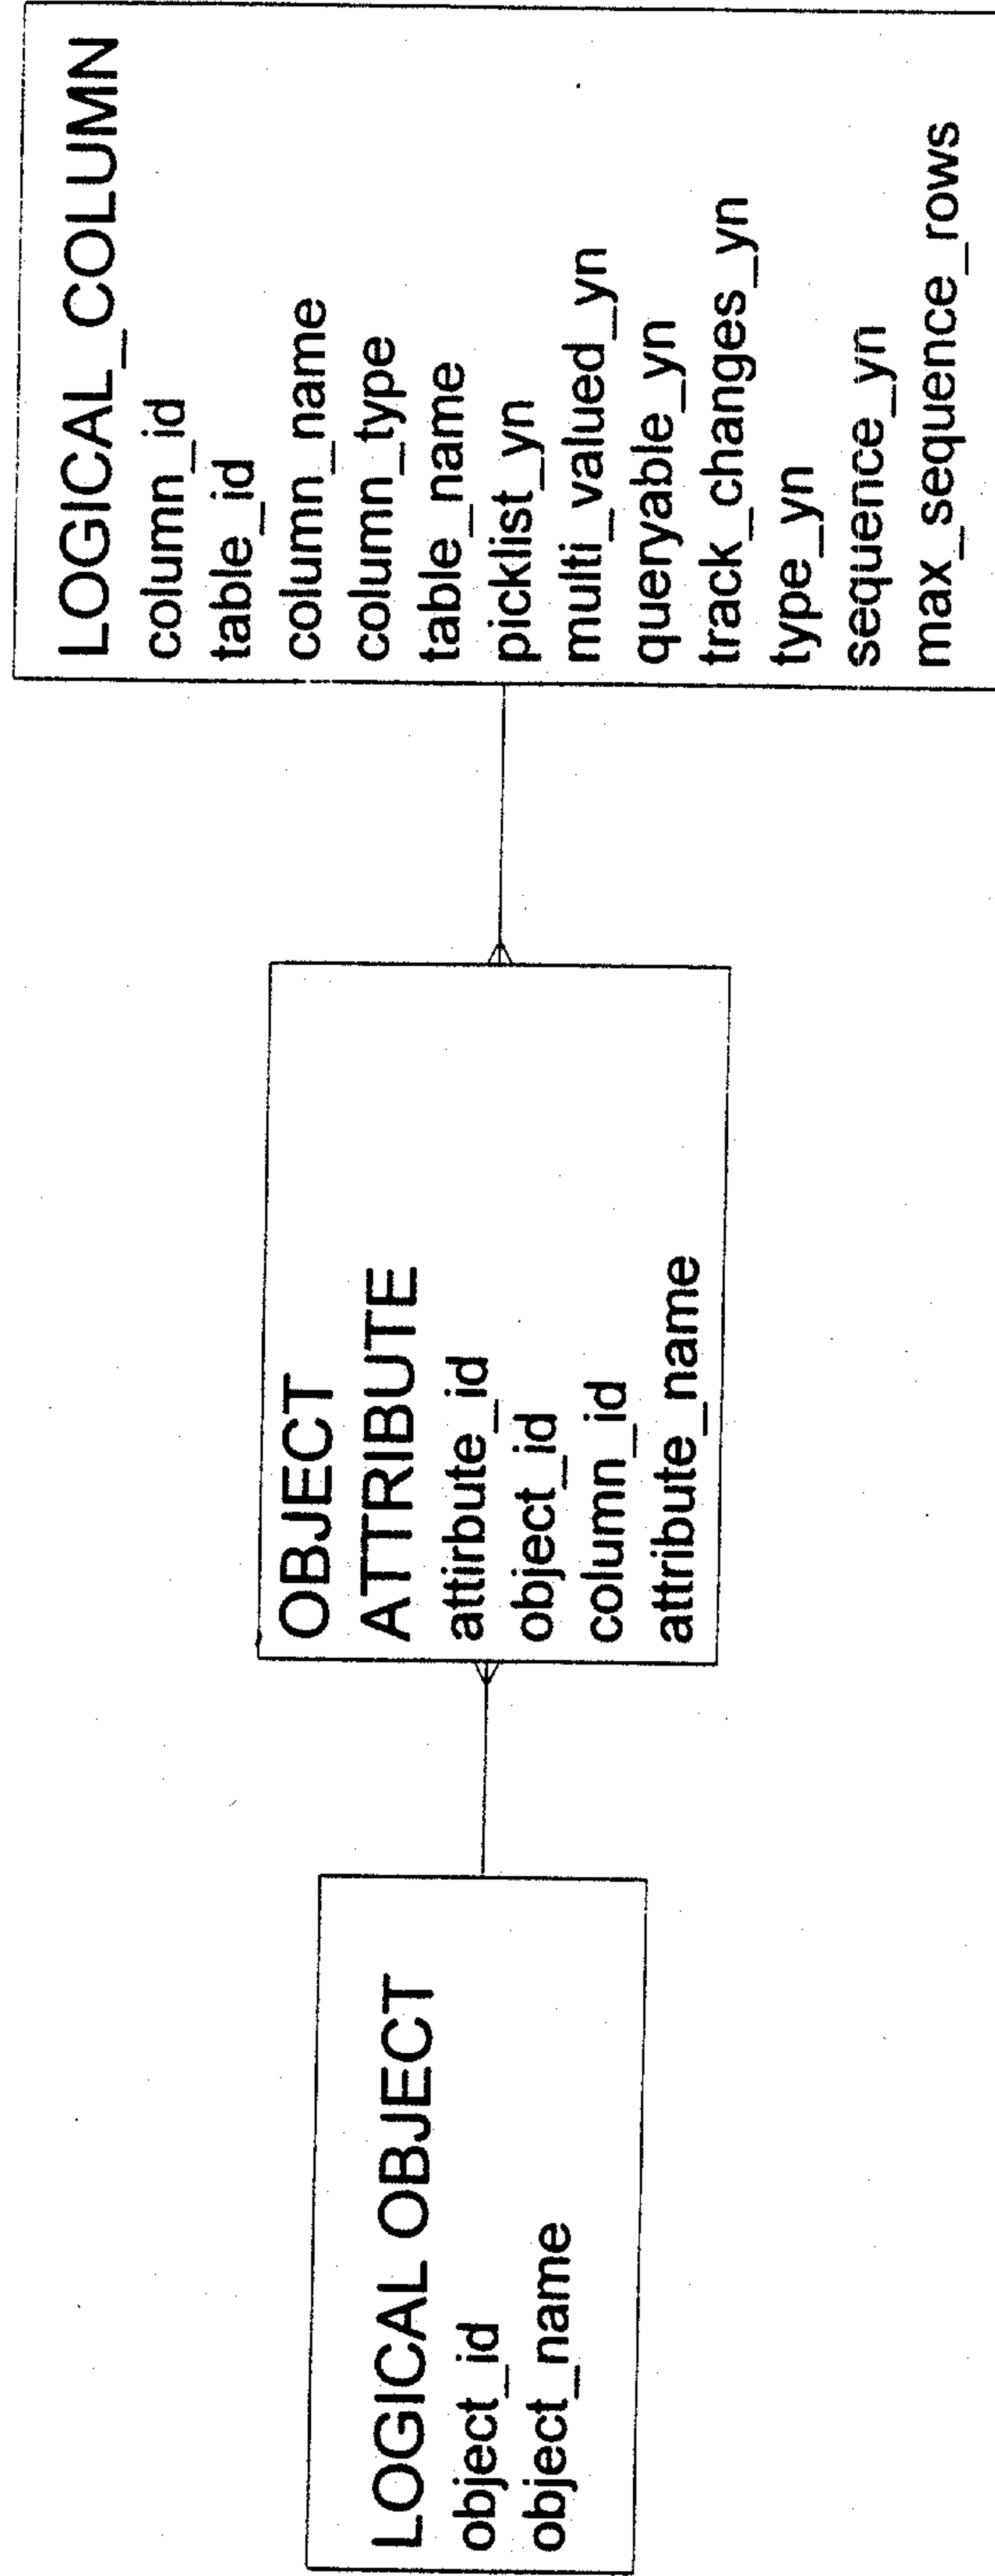 LOGICAL OBJECT
object_id
object_name
OBJECT
ATTRIBUTE
attirbute_id
object_id
column_id
attribute_name
LOGICAL_COLUMN
column_id
table_id
column_name
column_type
table_name
picklist_yn
multi_valued_yn
queryable_yn
track_changes_yn
type_yn
sequence_yn
max_sequence_rows